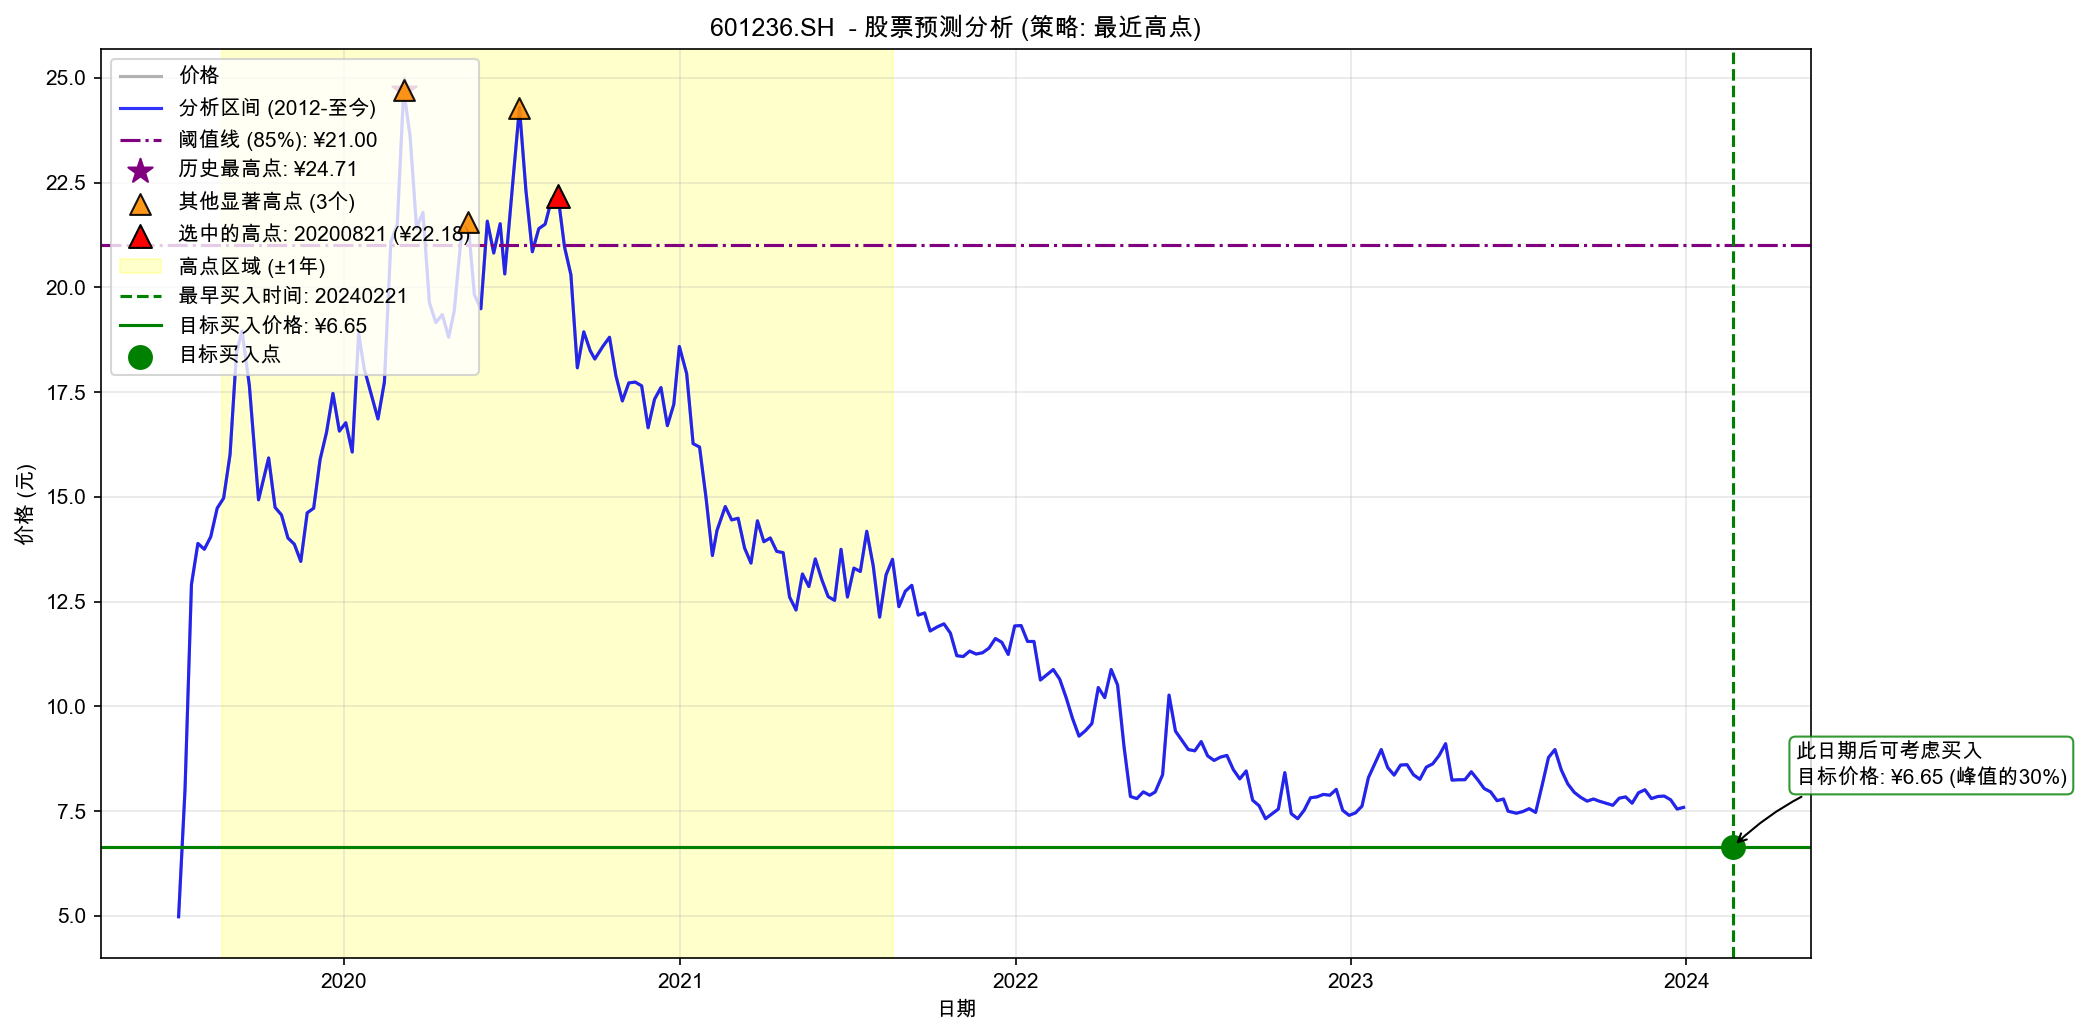 601236.SH  - 股票预测分析 (策略: 最近高点)
价格 (元)
25.0
22.5
20.0
17.5
15.0
12.5
10.0
7.5
5.0
价格
分析区间 (2012-至今)
阈值线 (85%): ¥21.00
历史最高点: ¥24.71
其他显著高点 (3个)
选中的高点: 20200821 (¥22.18)
高点区域 (±1年)
最早买入时间: 20240221
目标买入价格: ¥6.65
目标买入点
此日期后可考虑买入
目标价格: ¥6.65 (峰值的30%)
2020
2021
2022
2023
2024
日期